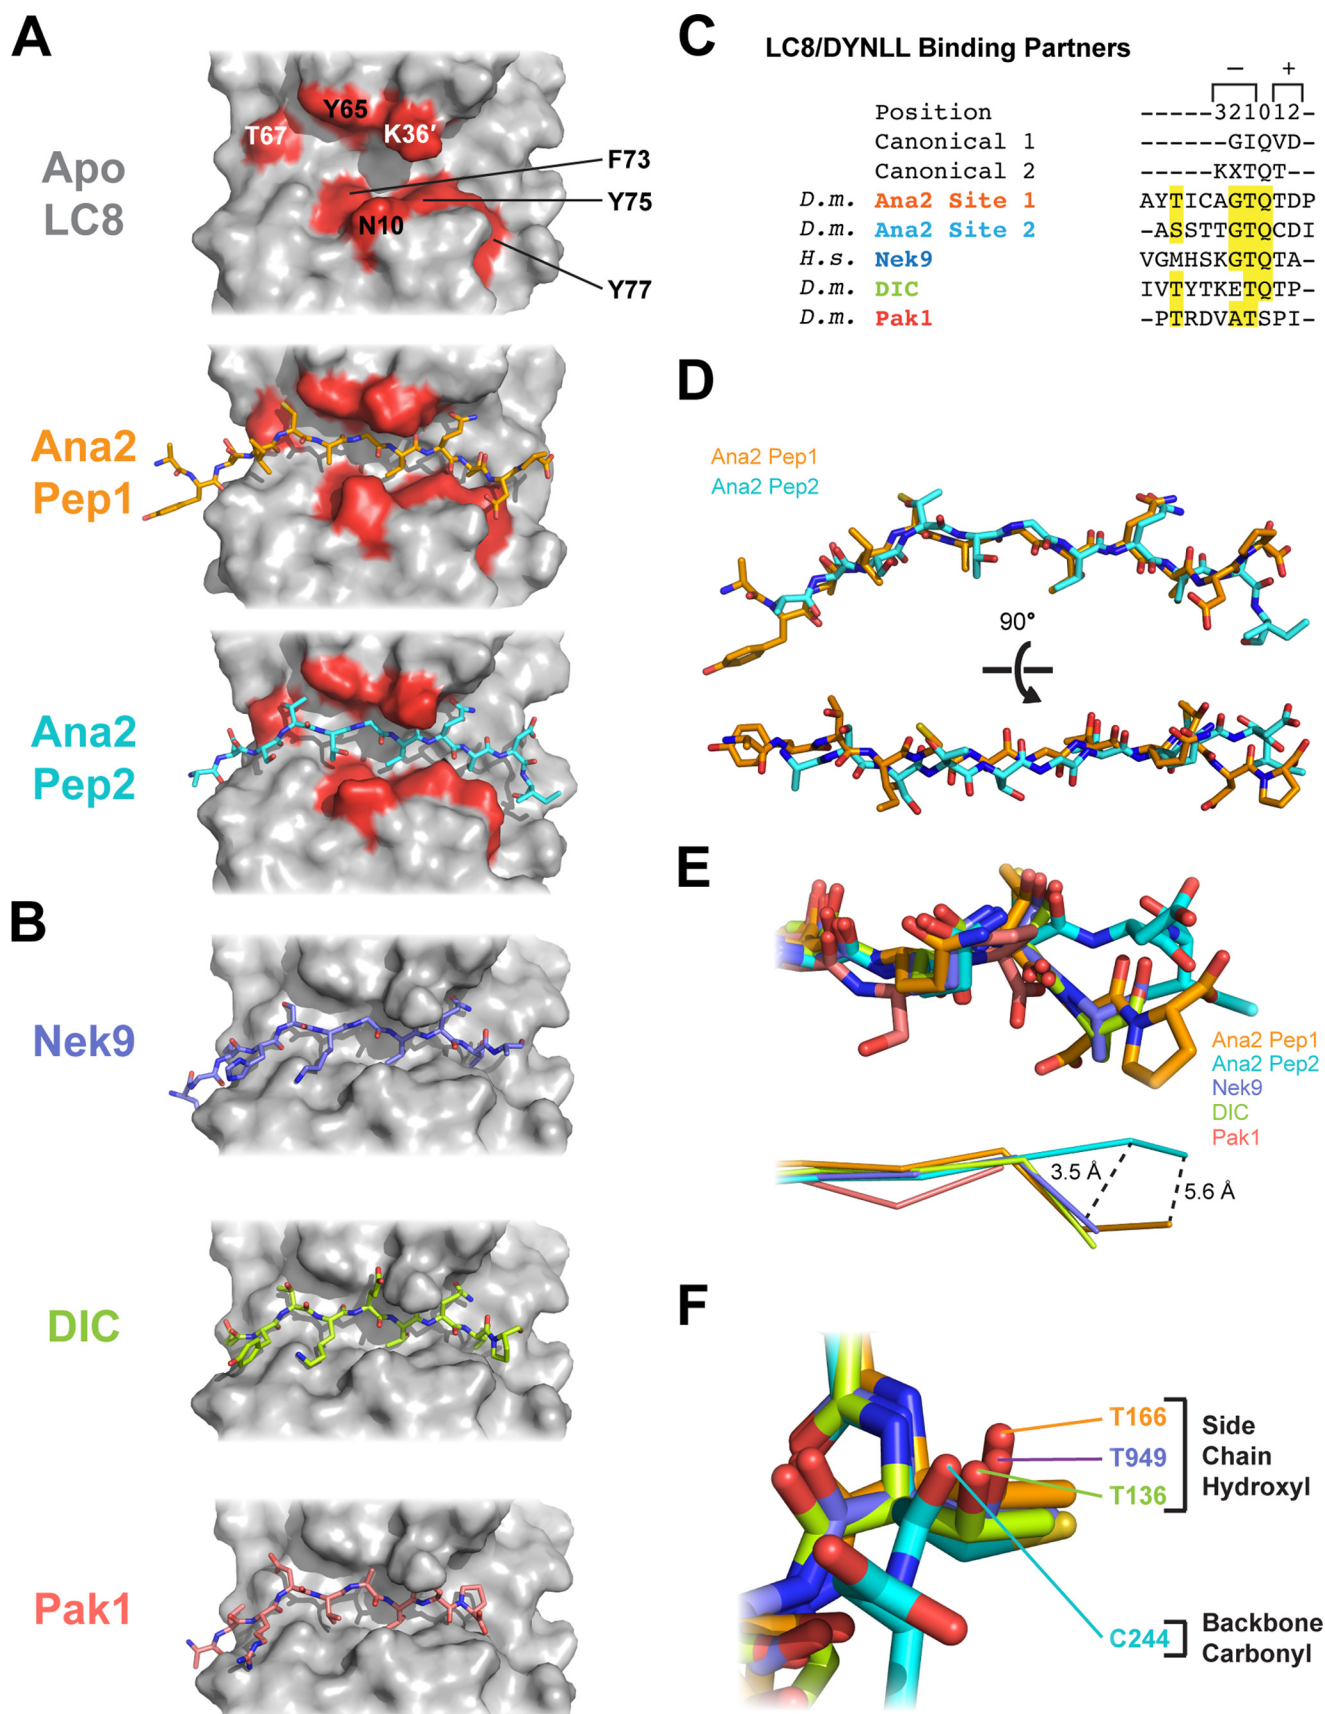 A
Apo
LC8
T67
Y65
K36′
F73
Y75
N10
Y77
Ana2
Pep1
Ana2
Pep2
B
Nek9
DIC
Pak1
C
LC8/DYNLL Binding Partners
– +
Position -----321012-
Canonical 1 ------GIQVD-
Canonical 2 -----KXTQT--
D.m. Ana2 Site 1 AYTICAGTQTDP
D.m. Ana2 Site 2 -ASSTTGTQCDI
H.s. Nek9 VGMHSKGTQTA-
D.m. DIC IVTYTKETQTP-
D.m. Pak1 -PTRDVATSPI-
D
Ana2 Pep1
Ana2 Pep2
90°
E
Ana2 Pep1
Ana2 Pep2
Nek9
DIC
Pak1
3.5 Å
5.6 Å
F
T166
T949
T136
Side
Chain
Hydroxyl
C244
Backbone
Carbonyl